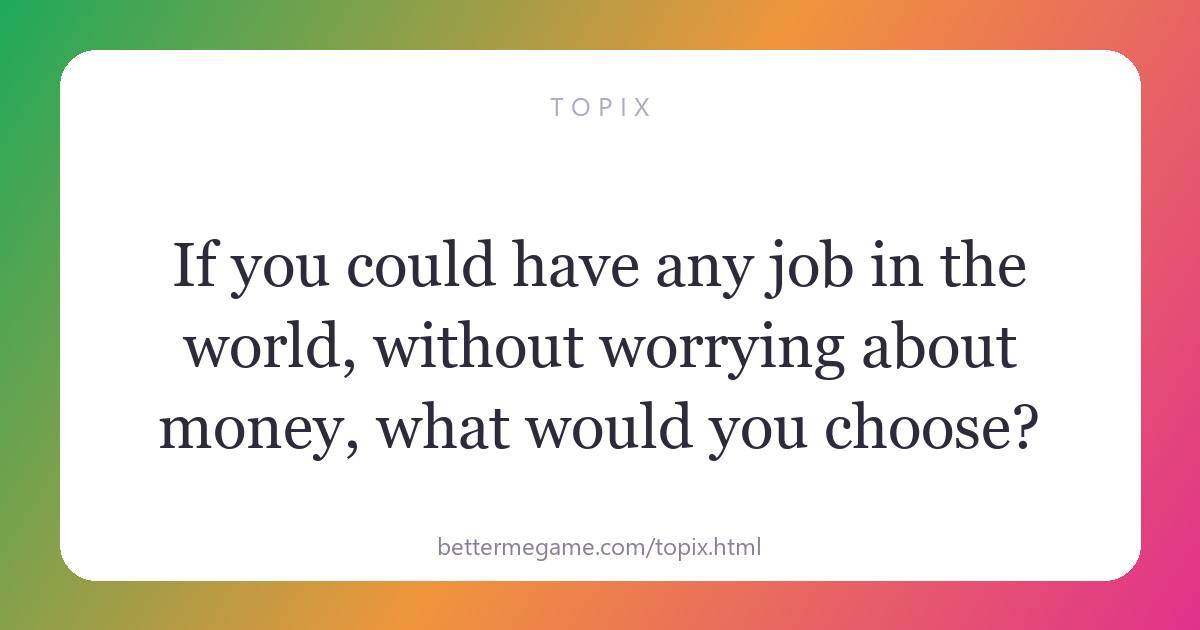 TOPIX
If you could have any job in the
world, without worrying about
money, what would you choose?
bettermegame.com/topix.html